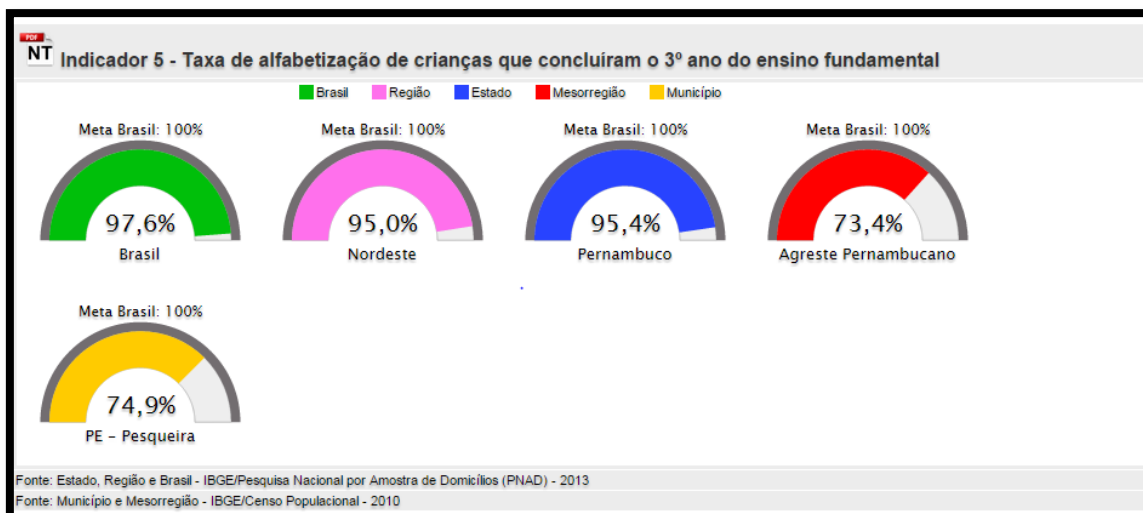 PDF
NT
Indicador 5 - Taxa de alfabetização de crianças que concluíram o 3º ano do ensino fundamental
Brasil Região Estado Mesorregião Município
Meta Brasil: 100% Meta Brasil: 100% Meta Brasil: 100% Meta Brasil: 100%
97,6% 95,0% 95,4% 73,4%
Brasil Nordeste Pernambuco Agreste Pernambucano
Meta Brasil: 100%
74,9%
PE - Pesqueira
Fonte: Estado, Região e Brasil - IBGE/Pesquisa Nacional por Amostra de Domicílios (PNAD) - 2013
Fonte: Município e Mesorregião - IBGE/Censo Populacional - 2010